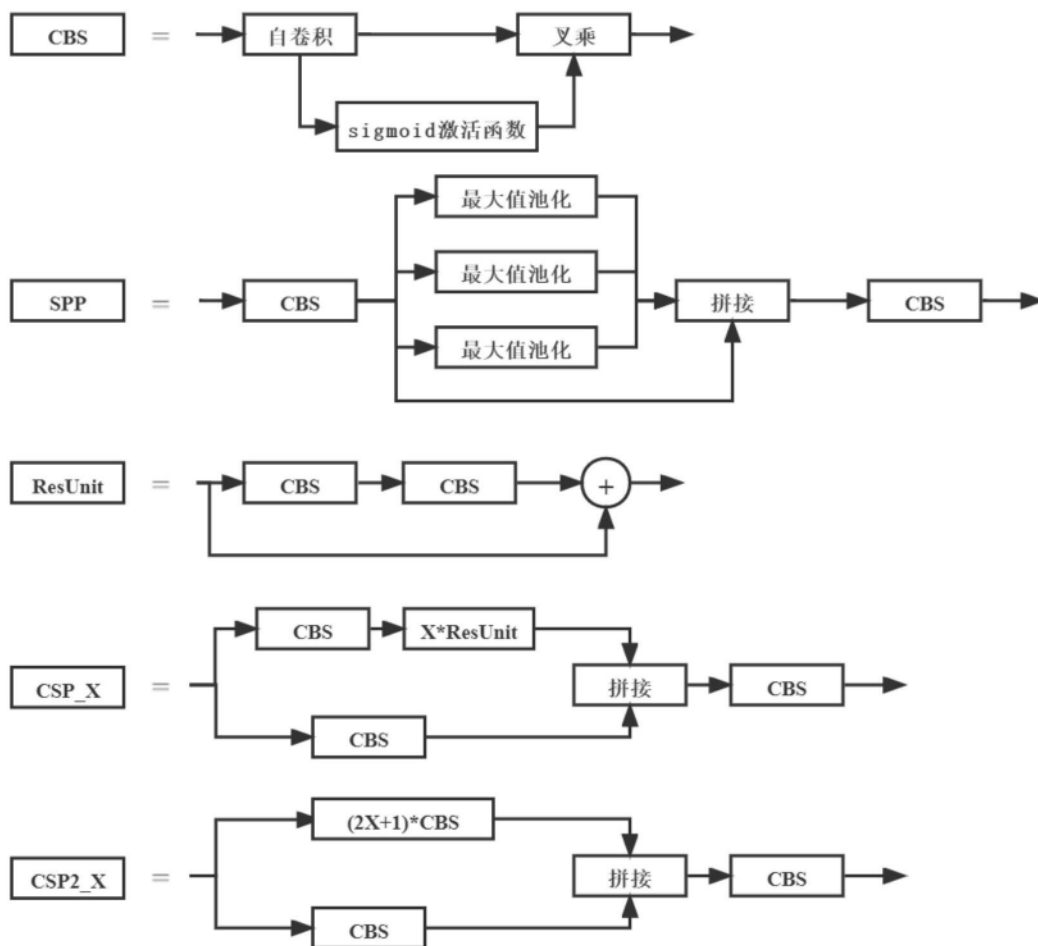 CBS = 自卷积 叉乘
sigmoid激活函数
最大值池化
最大值池化
SPP = CBS 拼接 CBS
最大值池化
ResUnit = CBS CBS +
CBS X*ResUnit
CSP_X = 拼接 CBS
CBS
(2X+1)*CBS
CSP2_X = 拼接 CBS
CBS